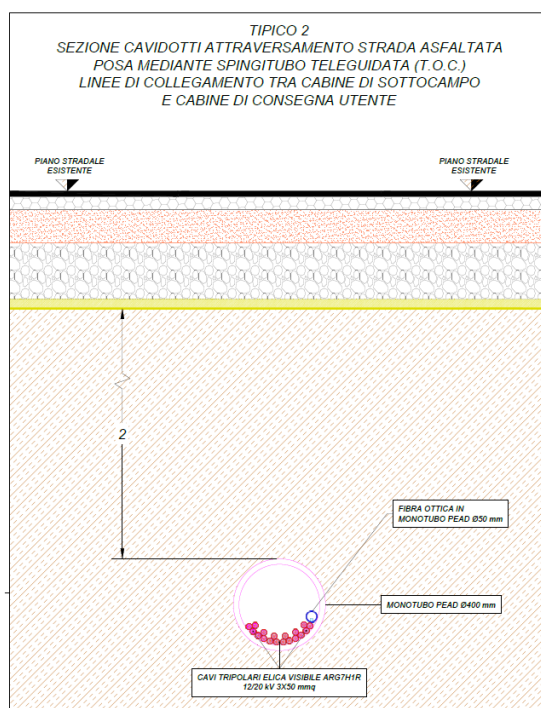 TIPICO 2
SEZIONE CAVIDOTTI ATTRAVERSAMENTO STRADA ASFALTATA
POSA MEDIANTE SPINGITUBO TELEGUIDATA (T.O.C.)
LINEE DI COLLEGAMENTO TRA CABINE DI SOTTOCAMPO
E CABINE DI CONSEGNA UTENTE
PIANO STRADALE
ESISTENTE
PIANO STRADALE
ESISTENTE
2
FIBRA OTTICA IN
MONOTUBO PEAD Ø50 mm
MONOTUBO PEAD Ø400 mm
CAVI TRIPOLARI ELICA VISIBILE ARG7H1R
12/20 kV 3X50 mmq